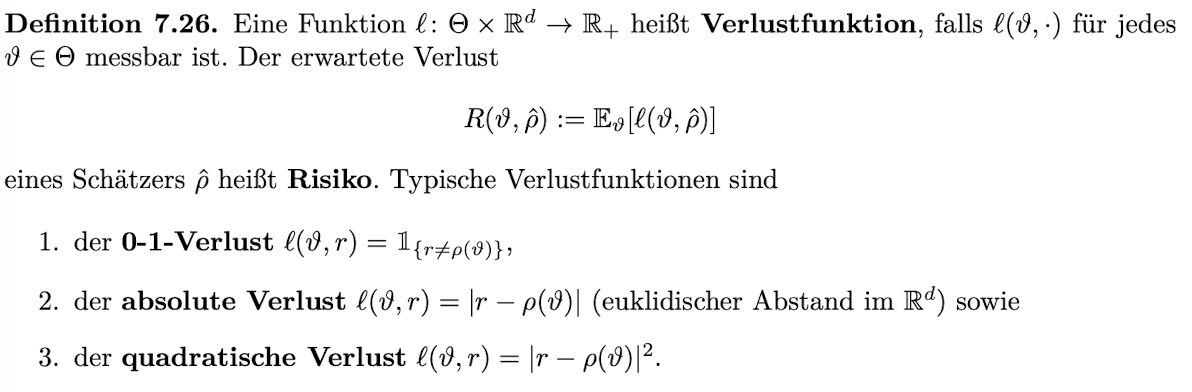 Definition 7.26. Eine Funktion ℓ: Θ × ℝ^d → ℝ_+ heißt Verlustfunktion, falls ℓ(ϑ, ·) für jedes
ϑ ∈ Θ messbar ist. Der erwartete Verlust
R(ϑ, ρ̂) := 𝔼_ϑ[ℓ(ϑ, ρ̂)]
eines Schätzers ρ̂ heißt Risiko. Typische Verlustfunktionen sind
1. der 0-1-Verlust ℓ(ϑ, r) = 𝟙_{r≠ρ(ϑ)},
2. der absolute Verlust ℓ(ϑ, r) = |r − ρ(ϑ)| (euklidischer Abstand im ℝ^d) sowie
3. der quadratische Verlust ℓ(ϑ, r) = |r − ρ(ϑ)|².